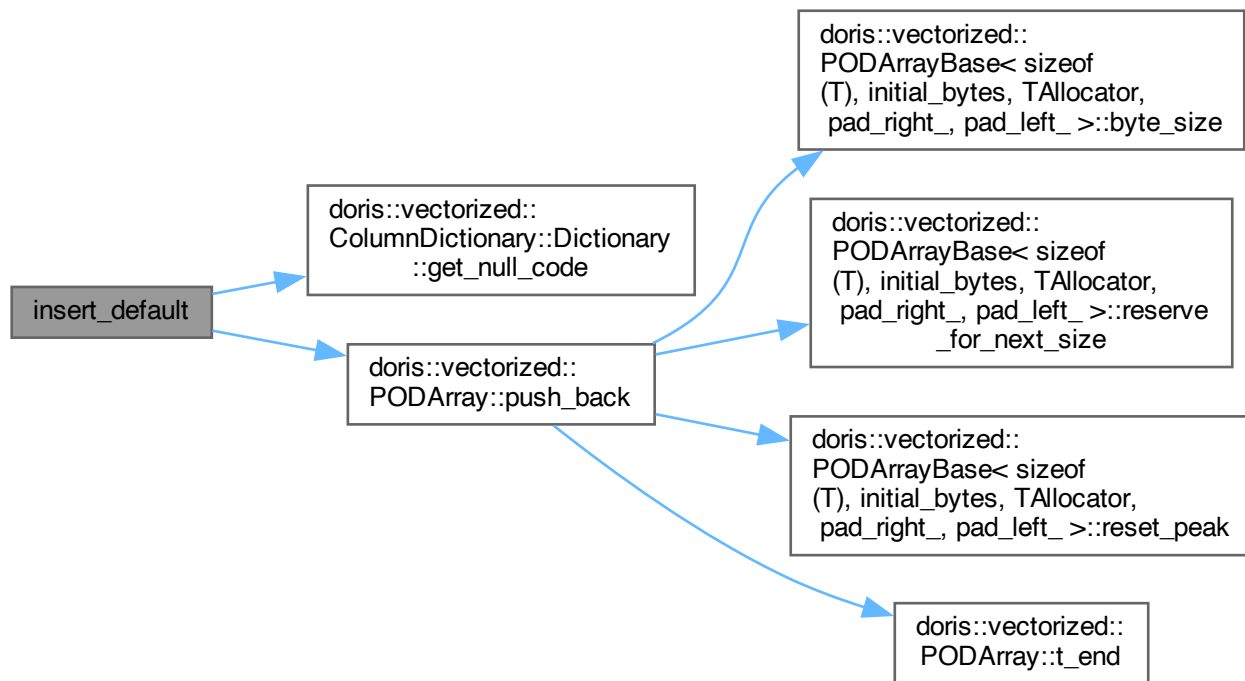 insert_default
doris::vectorized::
ColumnDictionary::Dictionary
::get_null_code
doris::vectorized::
PODArray::push_back
doris::vectorized::
PODArrayBase< sizeof
(T), initial_bytes, TAllocator,
pad_right_, pad_left_ >::byte_size
doris::vectorized::
PODArrayBase< sizeof
(T), initial_bytes, TAllocator,
pad_right_, pad_left_ >::reserve
_for_next_size
doris::vectorized::
PODArrayBase< sizeof
(T), initial_bytes, TAllocator,
pad_right_, pad_left_ >::reset_peak
doris::vectorized::
PODArray::t_end